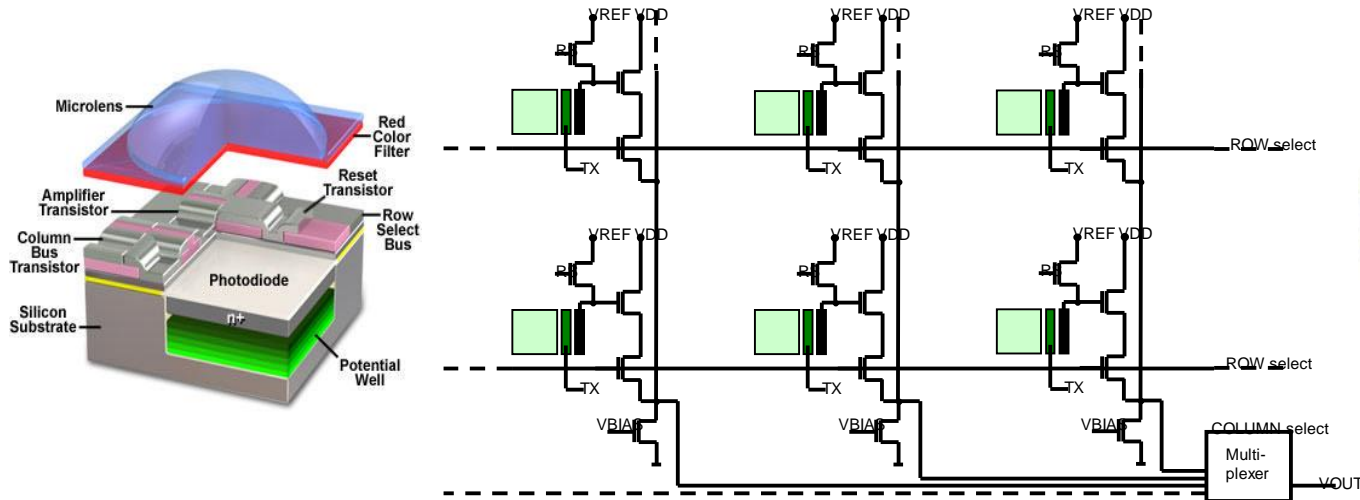 Microlens
Red
Color
Filter
Reset
Transistor
Amplifier
Transistor
Row
Select
Bus
Column
Bus
Transistor
Photodiode
n+
Silicon
Substrate
Potential
Well
VREF VDD
VREF VDD
VREF VDD
TX
TX
TX
ROW select
VREF VDD
VREF VDD
VREF VDD
TX
TX
TX
ROW select
VBIAS
VBIAS
VBIAS
COLUMN select
Multi-
plexer
VOUT